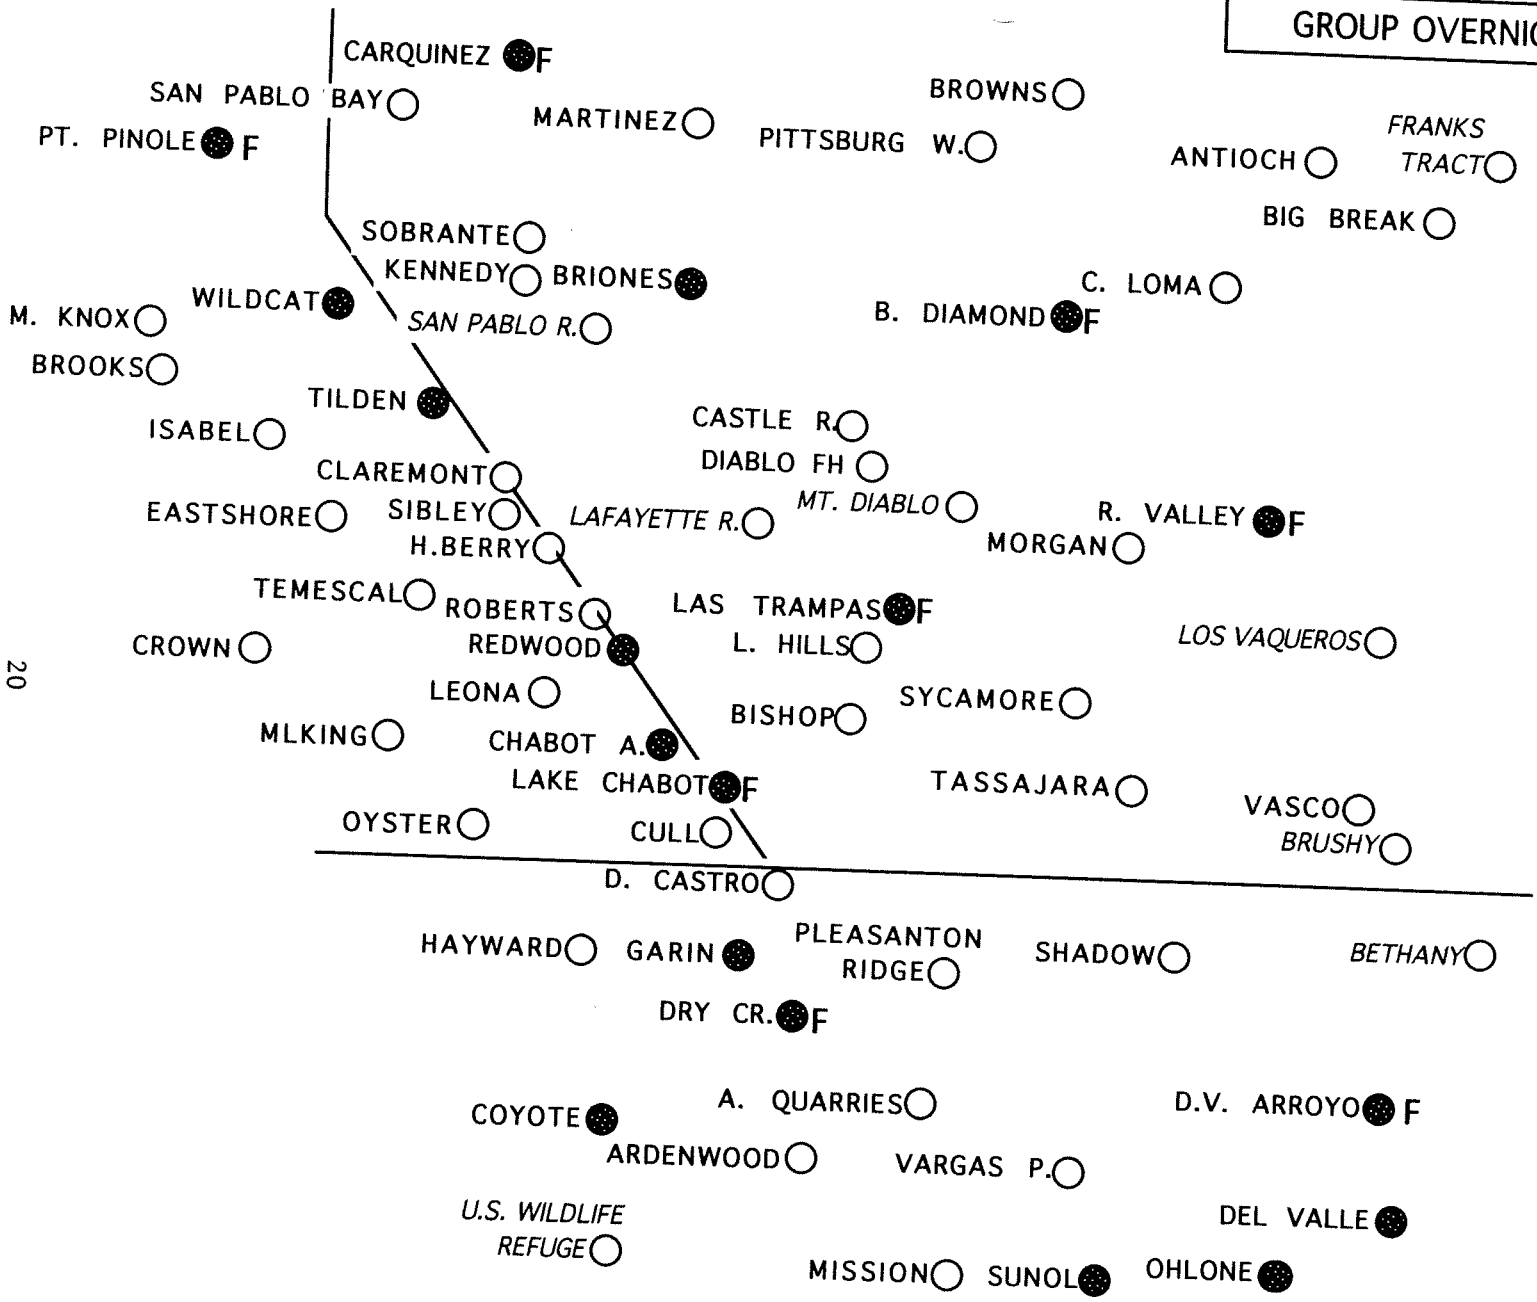 GROUP OVERNIG
CARQUINEZ F
SAN PABLO BAY
BROWNS
MARTINEZ
PT. PINOLE F
PITTSBURG W.
FRANKS
TRACT
ANTIOCH
BIG BREAK
SOBRANTE
KENNEDY
BRIONES
C. LOMA
WILDCAT
B. DIAMOND F
M. KNOX
SAN PABLO R.
BROOKS
TILDEN
CASTLE R.
ISABEL
DIABLO FH
CLAREMONT
MT. DIABLO
EASTSHORE
SIBLEY
LAFAYETTE R.
R. VALLEY F
H.BERRY
MORGAN
TEMESCAL
ROBERTS
LAS TRAMPAS F
CROWN
REDWOOD
L. HILLS
LOS VAQUEROS
20
LEONA
SYCAMORE
BISHOP
MLKING
CHABOT A.
LAKE CHABOT F
TASSAJARA
VASCO
OYSTER
CULL
BRUSHY
D. CASTRO
HAYWARD
GARIN
PLEASANTON
RIDGE
SHADOW
BETHANY
DRY CR. F
COYOTE
A. QUARRIES
D.V. ARROYO F
ARDENWOOD
VARGAS P.
U.S. WILDLIFE
REFUGE
DEL VALLE
MISSION
SUNOL
OHLONE